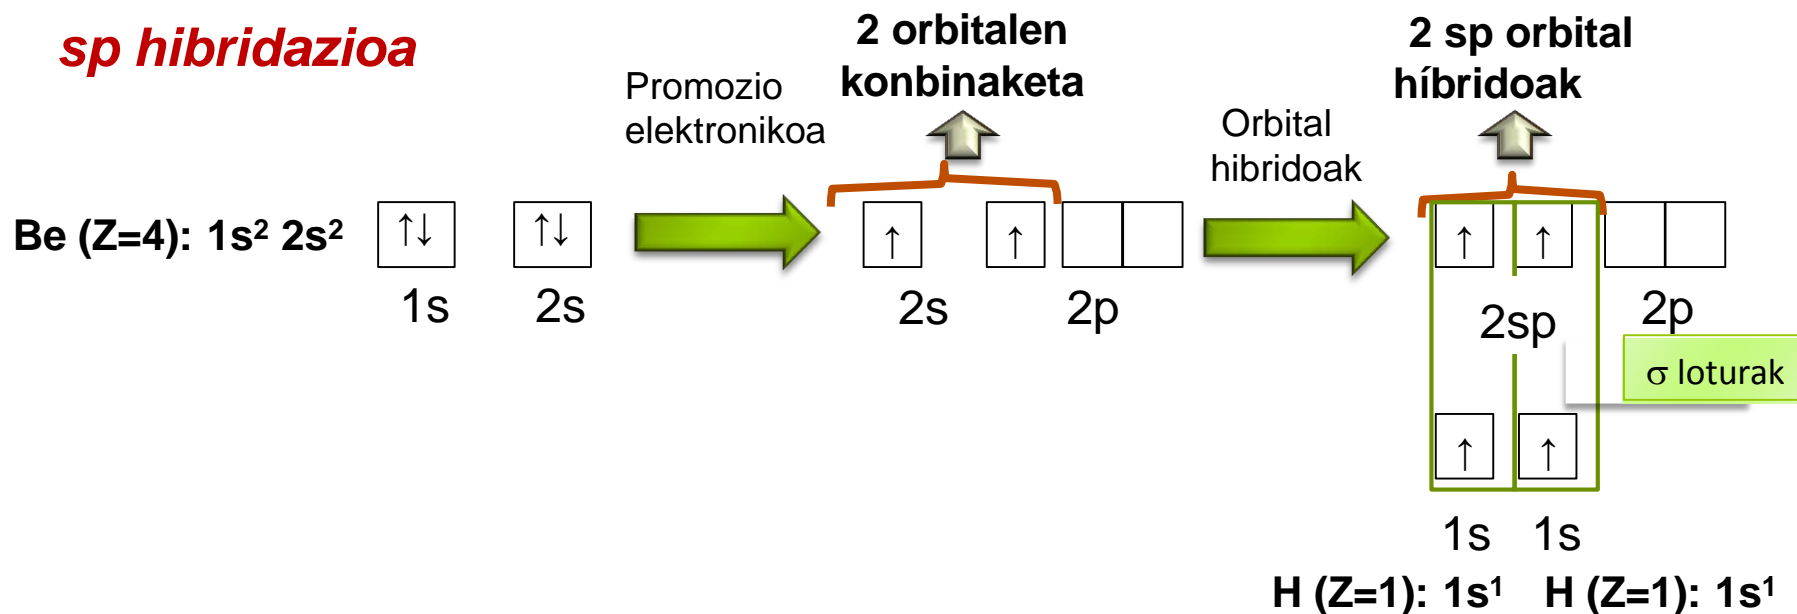 sp hibridazioa
Promozio
elektronikoa
2 orbitalen
konbinaketa
Orbital
hibridoak
2 sp orbital
híbridoak
Be (Z=4): 1s² 2s²
↑↓
↑↓
↑
↑
↑
↑
1s
2s
2s
2p
2sp
2p
σ loturak
↑
↑
1s
1s
H (Z=1): 1s¹
H (Z=1): 1s¹